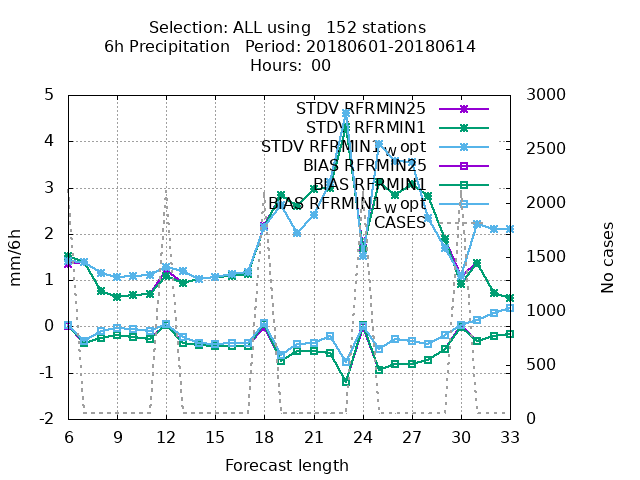 Selection: ALL using   152 stations
6h Precipitation   Period: 20180601-20180614
Hours: 00
STDV RFRMIN25
STDV RFRMIN1
STDV RFRMIN1_w_opt
BIAS RFRMIN25
BIAS RFRMIN1
BIAS RFRMIN1_w_opt
CASES
5
4
3
2
1
0
-1
-2
3000
2500
2000
1500
1000
500
0
mm/6h
No cases
6 9 12 15 18 21 24 27 30 33
Forecast length